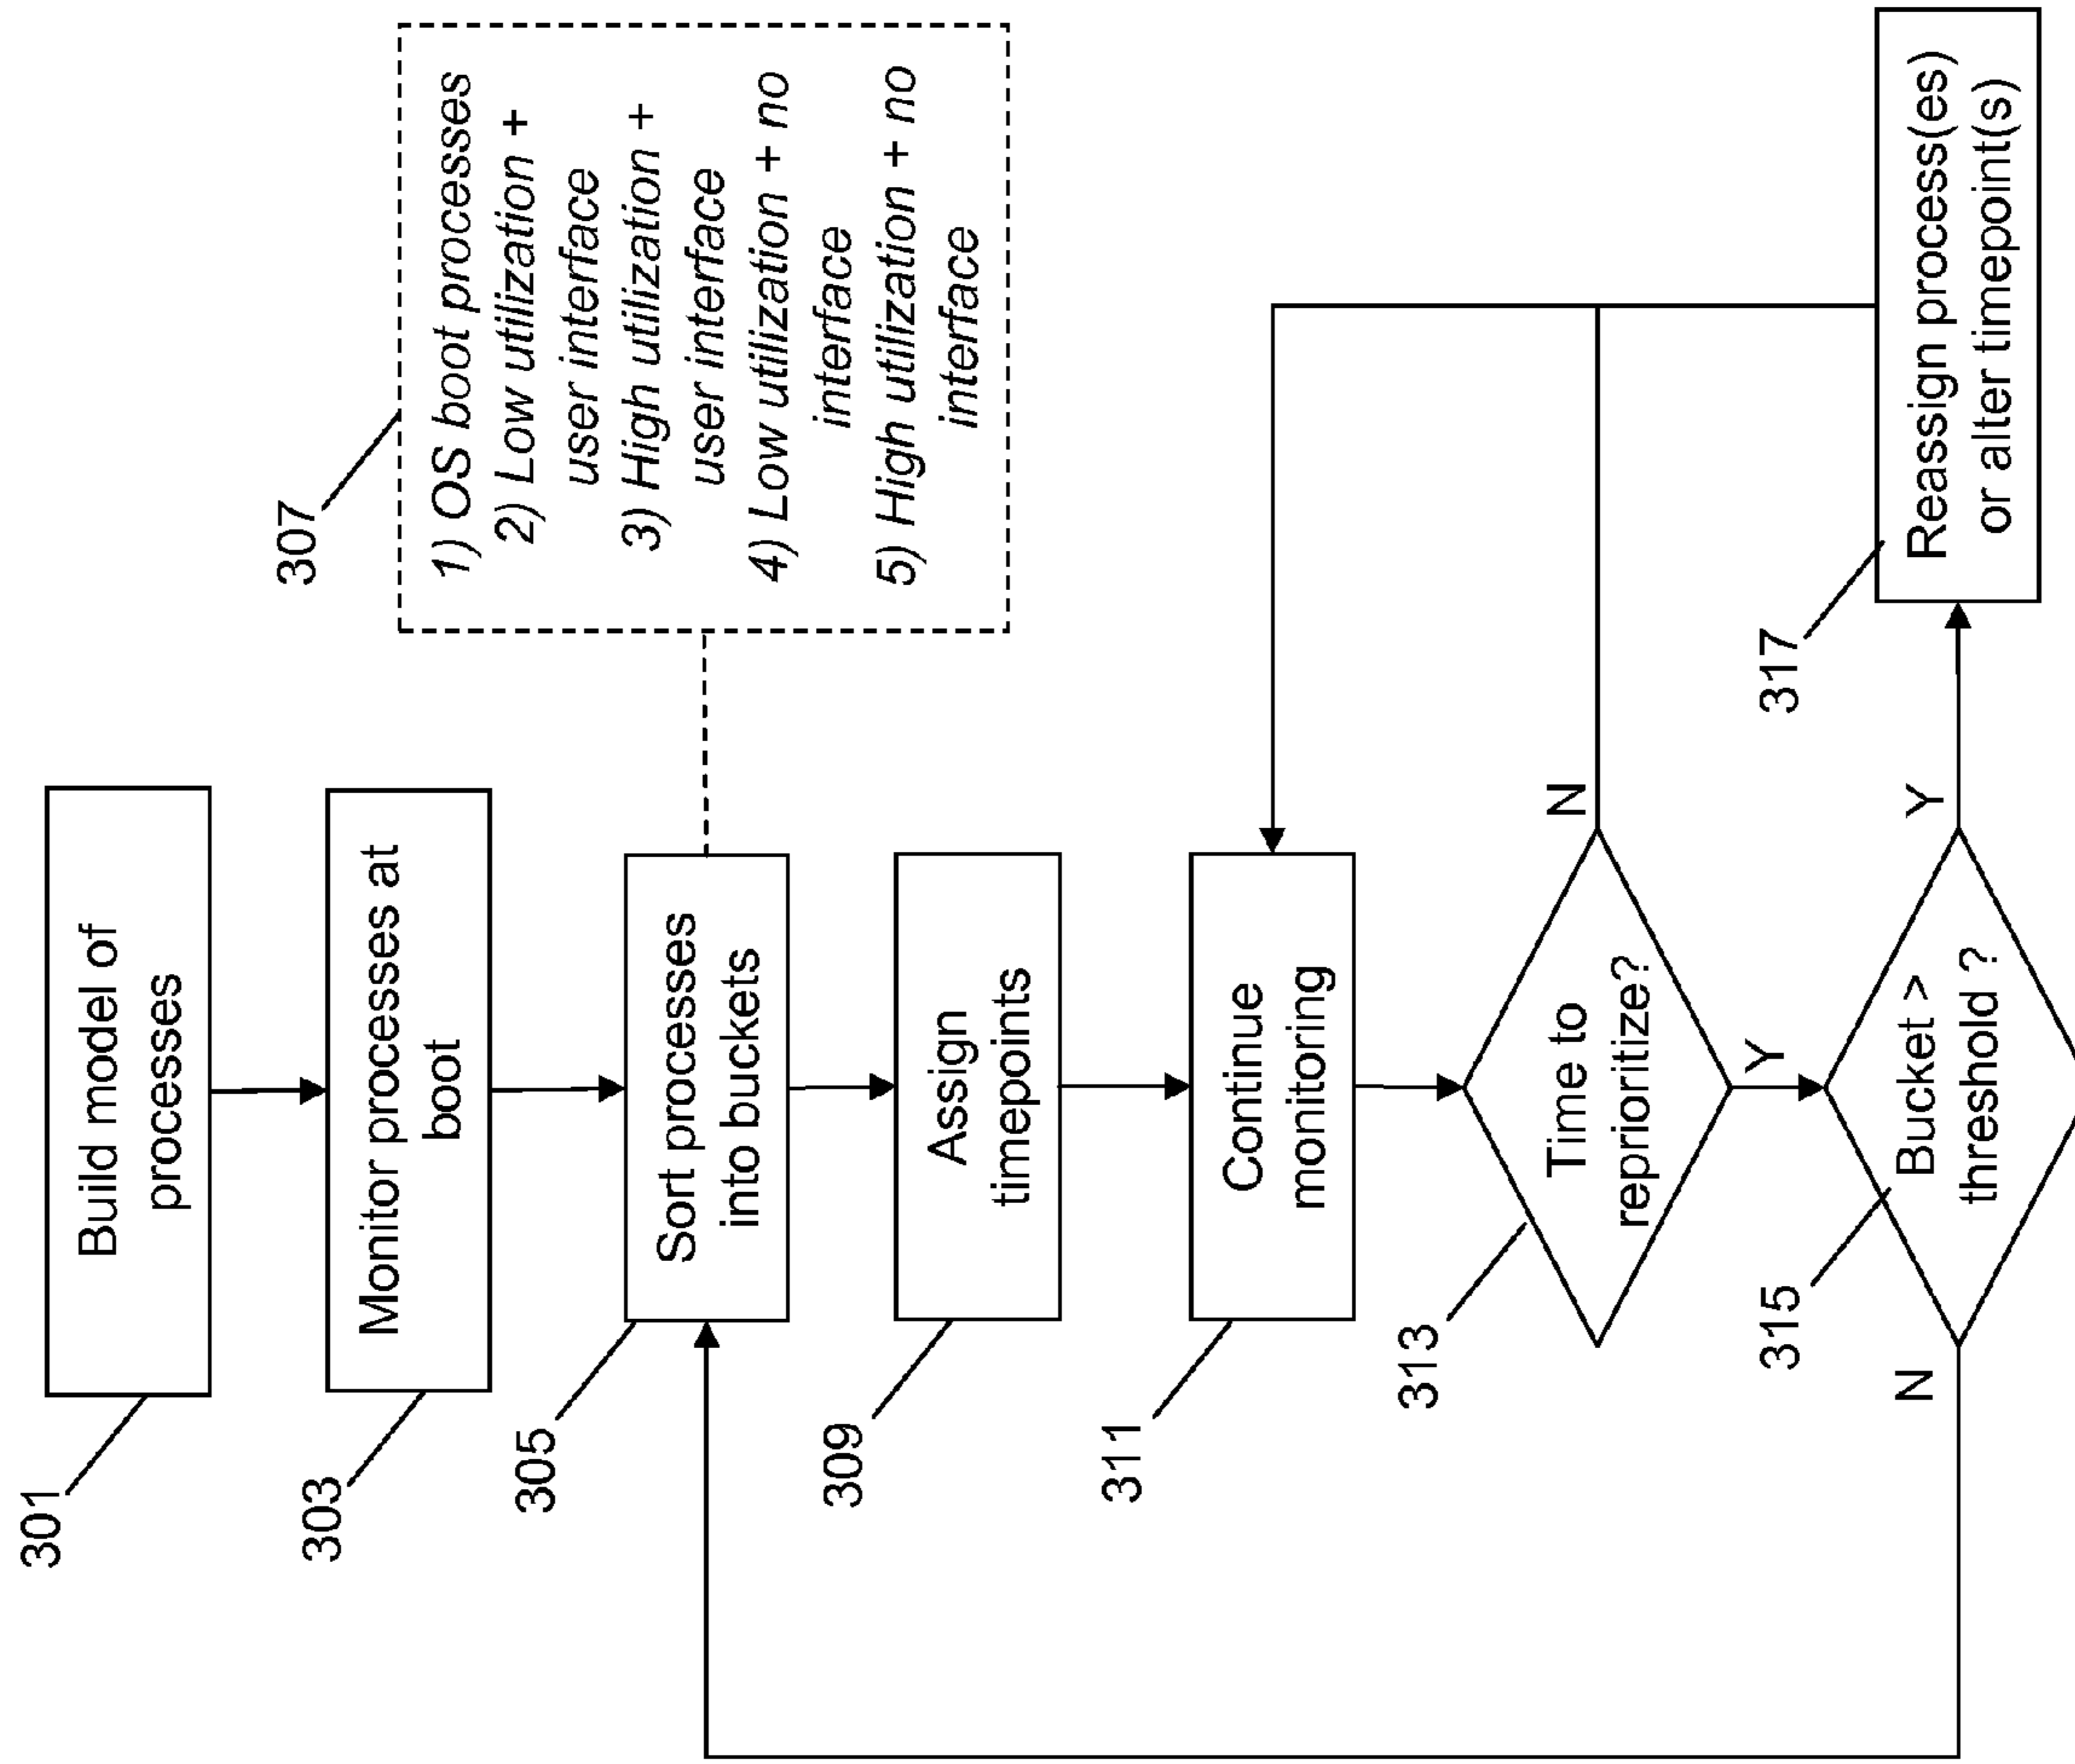 301
Build model of
processes
303
Monitor processes at
boot
305
Sort processes
into buckets
307
1) OS boot processes
2) Low utilization +
user interface
3) High utilization +
user interface
4) Low utilization + no
interface
5) High utilization + no
interface
309
Assign
timepoints
311
Continue
monitoring
313
Time to
reprioritize?
N
Y
315
Bucket >
threshold ?
N
Y
317
Reassign process(es)
or alter timepoint(s)